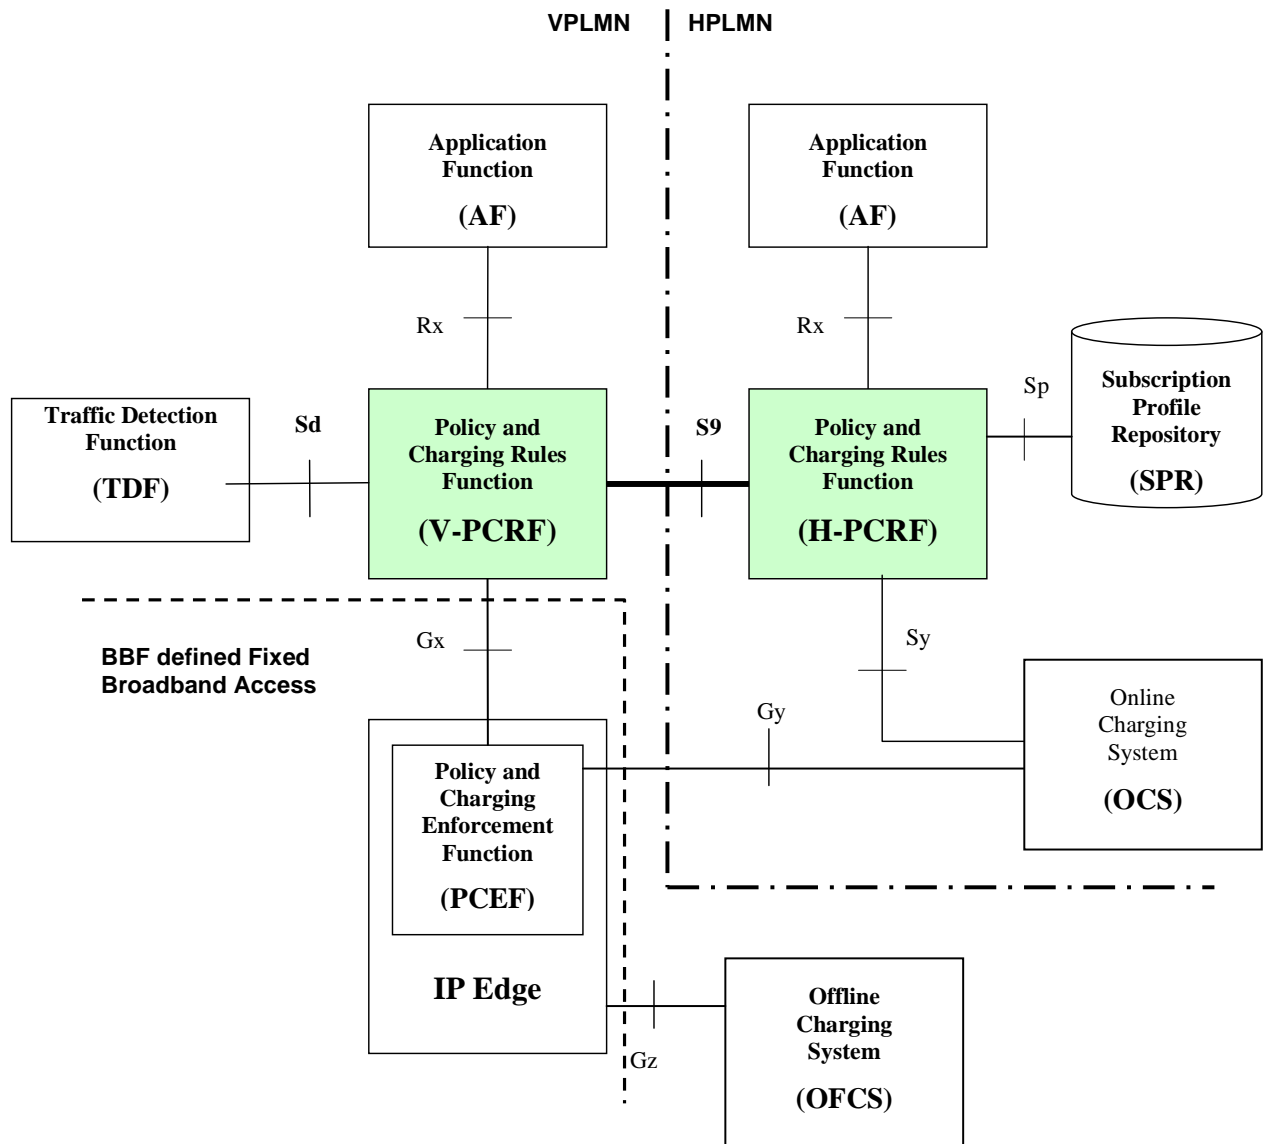 VPLMN
HPLMN
Application
Function
(AF)
Application
Function
(AF)
Rx
Rx
Traffic Detection
Function
(TDF)
Sd
Policy and
Charging Rules
Function
(V-PCRF)
S9
Policy and
Charging Rules
Function
(H-PCRF)
Sp
Subscription
Profile
Repository
(SPR)
BBF defined Fixed
Broadband Access
Gx
Sy
Gy
Online
Charging
System
(OCS)
Policy and
Charging
Enforcement
Function
(PCEF)
IP Edge
Gz
Offline
Charging
System
(OFCS)